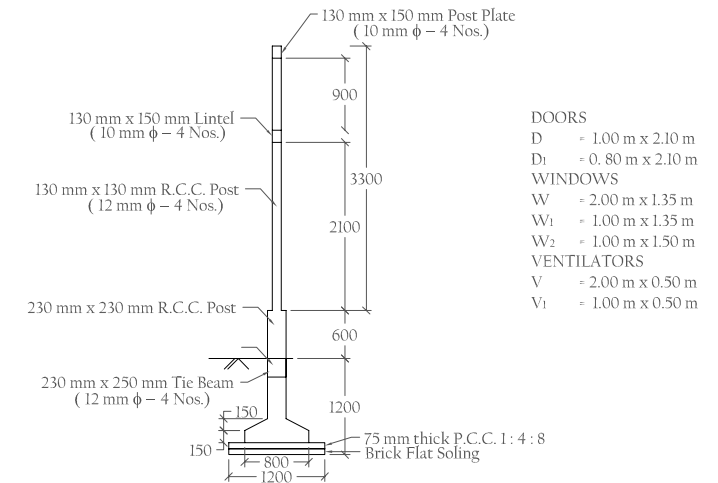 130 mm x 150 mm Post Plate
( 10 mm ϕ – 4 Nos.)
900
130 mm x 150 mm Lintel
( 10 mm ϕ – 4 Nos.)
3300
130 mm x 130 mm R.C.C. Post
( 12 mm ϕ – 4 Nos.)
2100
230 mm x 230 mm R.C.C. Post
600
230 mm x 250 mm Tie Beam
( 12 mm ϕ – 4 Nos.)
1200
150
150
75 mm thick P.C.C. 1 : 4 : 8
Brick Flat Soling
800
1200
DOORS
D = 1.00 m x 2.10 m
D1 = 0. 80 m x 2.10 m
WINDOWS
W = 2.00 m x 1.35 m
W1 = 1.00 m x 1.35 m
W2 = 1.00 m x 1.50 m
VENTILATORS
V = 2.00 m x 0.50 m
V1 = 1.00 m x 0.50 m